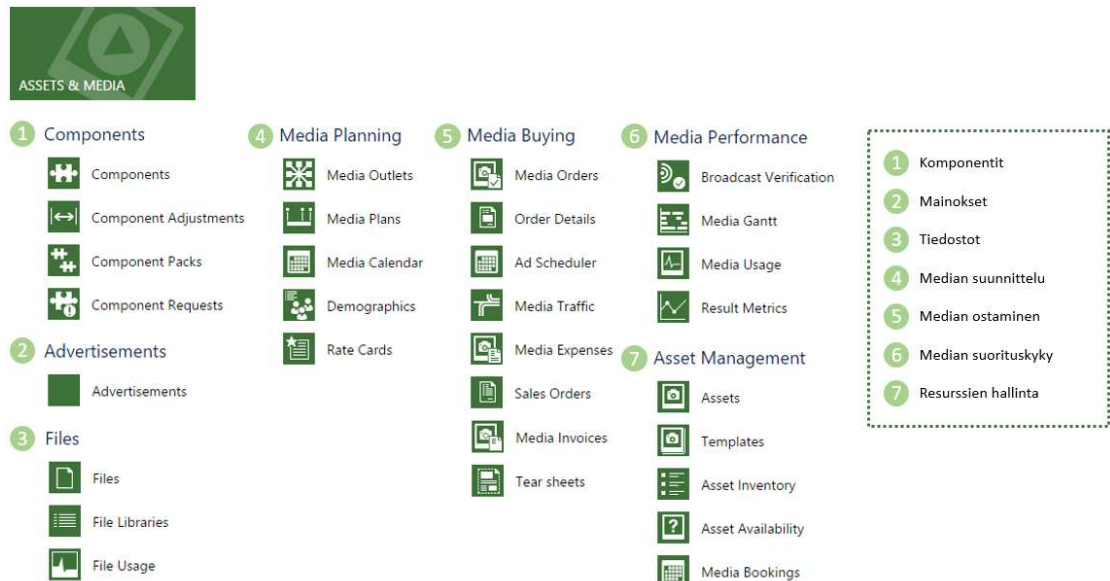 ASSETS & MEDIA
1 Components
Components
Component Adjustments
Component Packs
Component Requests
2 Advertisements
Advertisements
3 Files
Files
File Libraries
File Usage
4 Media Planning
Media Outlets
Media Plans
Media Calendar
Demographics
Rate Cards
5 Media Buying
Media Orders
Order Details
Ad Scheduler
Media Traffic
Media Expenses
Sales Orders
Media Invoices
Tear sheets
6 Media Performance
Broadcast Verification
Media Gantt
Media Usage
Result Metrics
7 Asset Management
Assets
Templates
Asset Inventory
Asset Availability
Media Bookings
1 Komponentit
2 Mainokset
3 Tiedostot
4 Median suunnittelu
5 Median ostaminen
6 Median suorituskyky
7 Resurssien hallinta